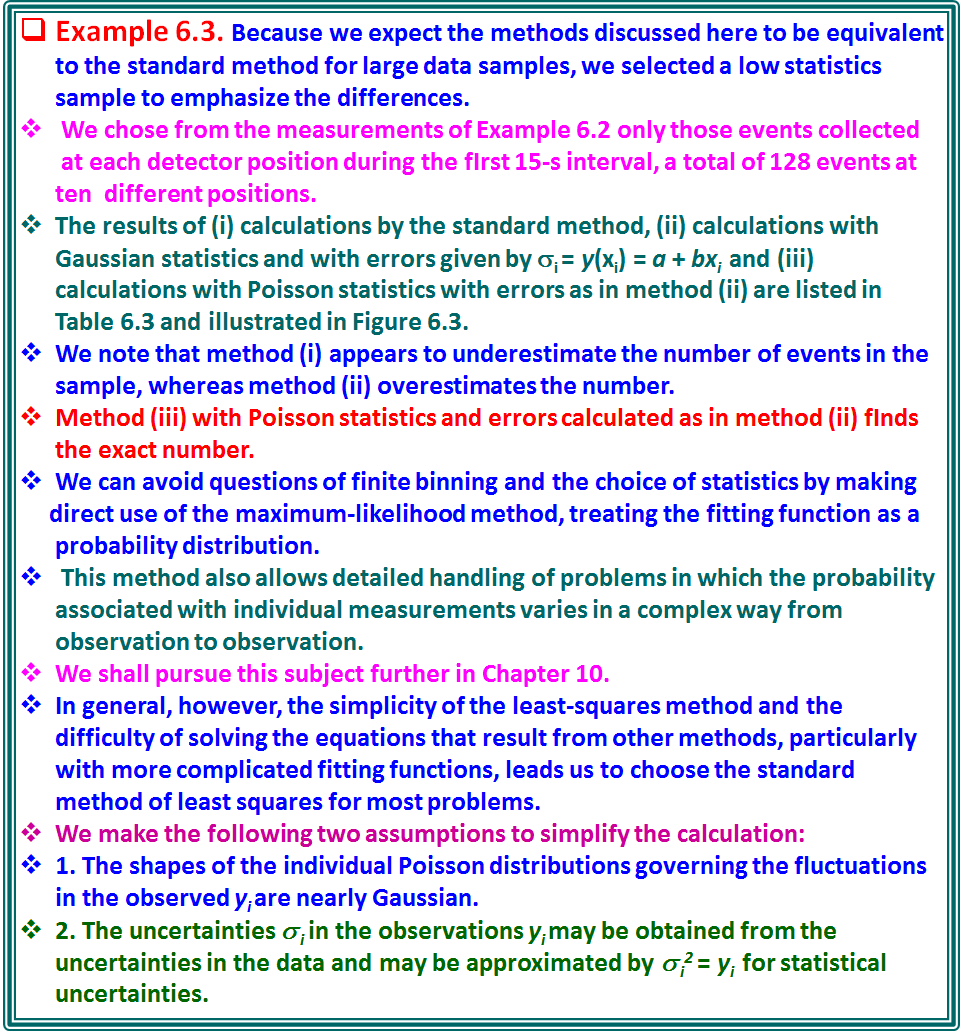 ❑ Example 6.3. Because we expect the methods discussed here to be equivalent
to the standard method for large data samples, we selected a low statistics
sample to emphasize the differences.
❖ We chose from the measurements of Example 6.2 only those events collected
at each detector position during the fIrst 15-s interval, a total of 128 events at
ten different positions.
❖ The results of (i) calculations by the standard method, (ii) calculations with
Gaussian statistics and with errors given by σi = y(xi) = a + bxi and (iii)
calculations with Poisson statistics with errors as in method (ii) are listed in
Table 6.3 and illustrated in Figure 6.3.
❖ We note that method (i) appears to underestimate the number of events in the
sample, whereas method (ii) overestimates the number.
❖ Method (iii) with Poisson statistics and errors calculated as in method (ii) fInds
the exact number.
❖ We can avoid questions of finite binning and the choice of statistics by making
direct use of the maximum-likelihood method, treating the fitting function as a
probability distribution.
❖ This method also allows detailed handling of problems in which the probability
associated with individual measurements varies in a complex way from
observation to observation.
❖ We shall pursue this subject further in Chapter 10.
❖ In general, however, the simplicity of the least-squares method and the
difficulty of solving the equations that result from other methods, particularly
with more complicated fitting functions, leads us to choose the standard
method of least squares for most problems.
❖ We make the following two assumptions to simplify the calculation:
❖ 1. The shapes of the individual Poisson distributions governing the fluctuations
in the observed yi are nearly Gaussian.
❖ 2. The uncertainties σi in the observations yi may be obtained from the
uncertainties in the data and may be approximated by σi² = yi for statistical
uncertainties.